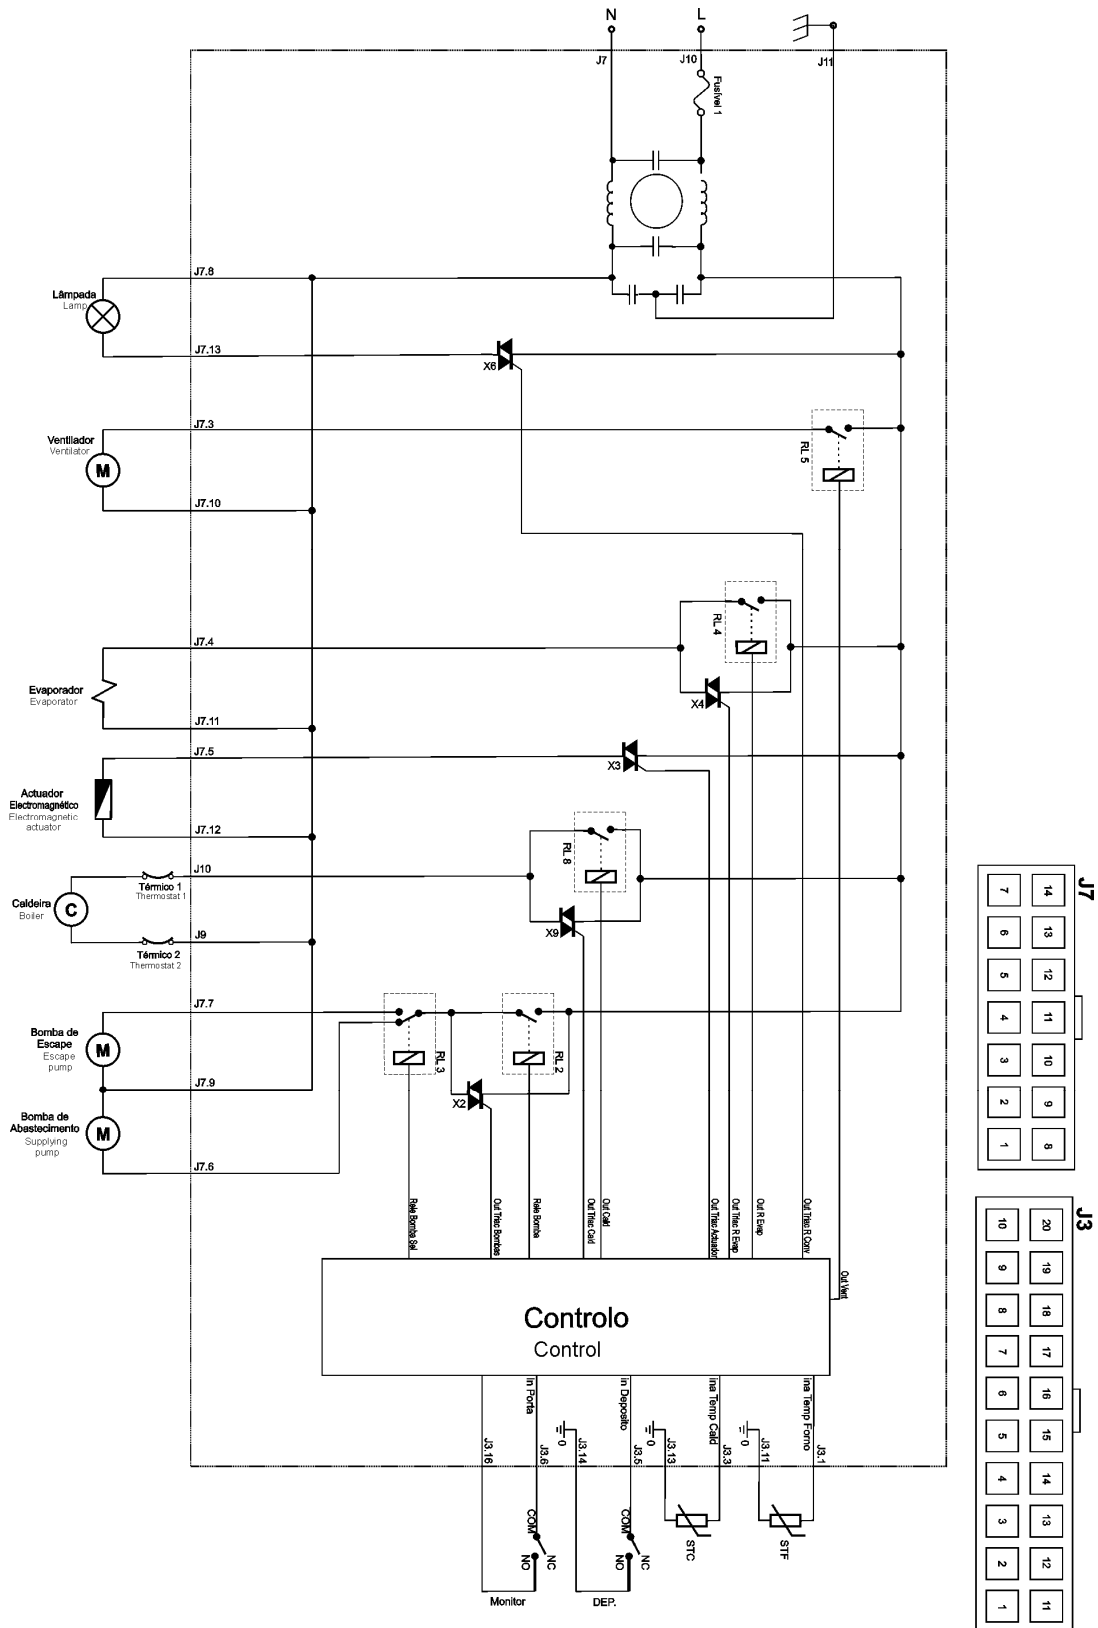 N
L
J7
J10
J11
Fusível 1
J7.8
Lâmpada
Lamp
J7.13
X6
J7.3
Ventilador
Ventilator
M
RL 5
J7.10
RL 4
J7.4
Evaporador
Evaporator
X4
J7.11
J7.5
X3
Actuador
Electromagnético
Electromagnetic
actuator
J7.12
RL 8
J10
Térmico 1
Thermostat 1
Caldeira
Boiler
C
X9
J9
Térmico 2
Thermostat 2
J7.7
Bomba de
Escape
Escape
pump
M
RL 3
RL 2
J7.9
X2
Bomba de
Abastecimento
Supplying
pump
M
J7.6
Rele Bomba Sel
Out Triac Bombas
Rele Bomba
Out Triac Cald
Out Cald
Out Triac Actuador
Out Triac R Evap
Out R Evap
Out Triac R Conv
Out Vent
Controlo
Control
in Porta
in Deposito
ina Temp Cald
ina Temp Forno
0
0
0
J3.16
J3.6
J3.14
J3.5
J3.13
J3.3
J3.11
J3.1
COM
NC
NO
COM
NC
NO
STC
STF
Monitor
DEP.
J7
7 14
6 13
5 12
4 11
3 10
2 9
1 8
J3
10 20
9 19
8 18
7 17
6 16
5 15
4 14
3 13
2 12
1 11